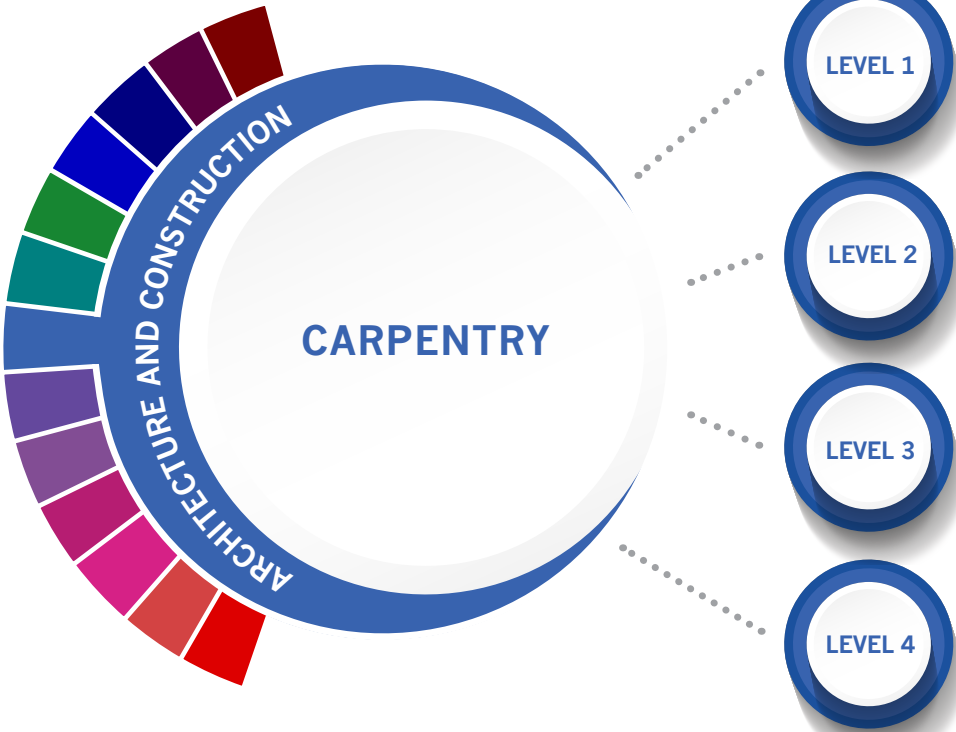 ARCHITECTURE AND CONSTRUCTION
CARPENTRY
LEVEL 1
LEVEL 2
LEVEL 3
LEVEL 4